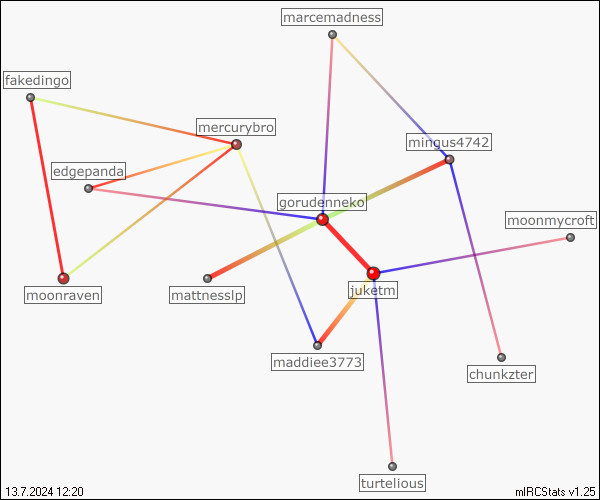 marcemadness
fakedingo
mercurybro
mingus4742
edgepanda
gorudenneko
moonmycroft
moonraven
mattnesslp
juketm
maddiee3773
chunkzter
turtelious
13.7.2024 12:20
mIRCStats v1.25